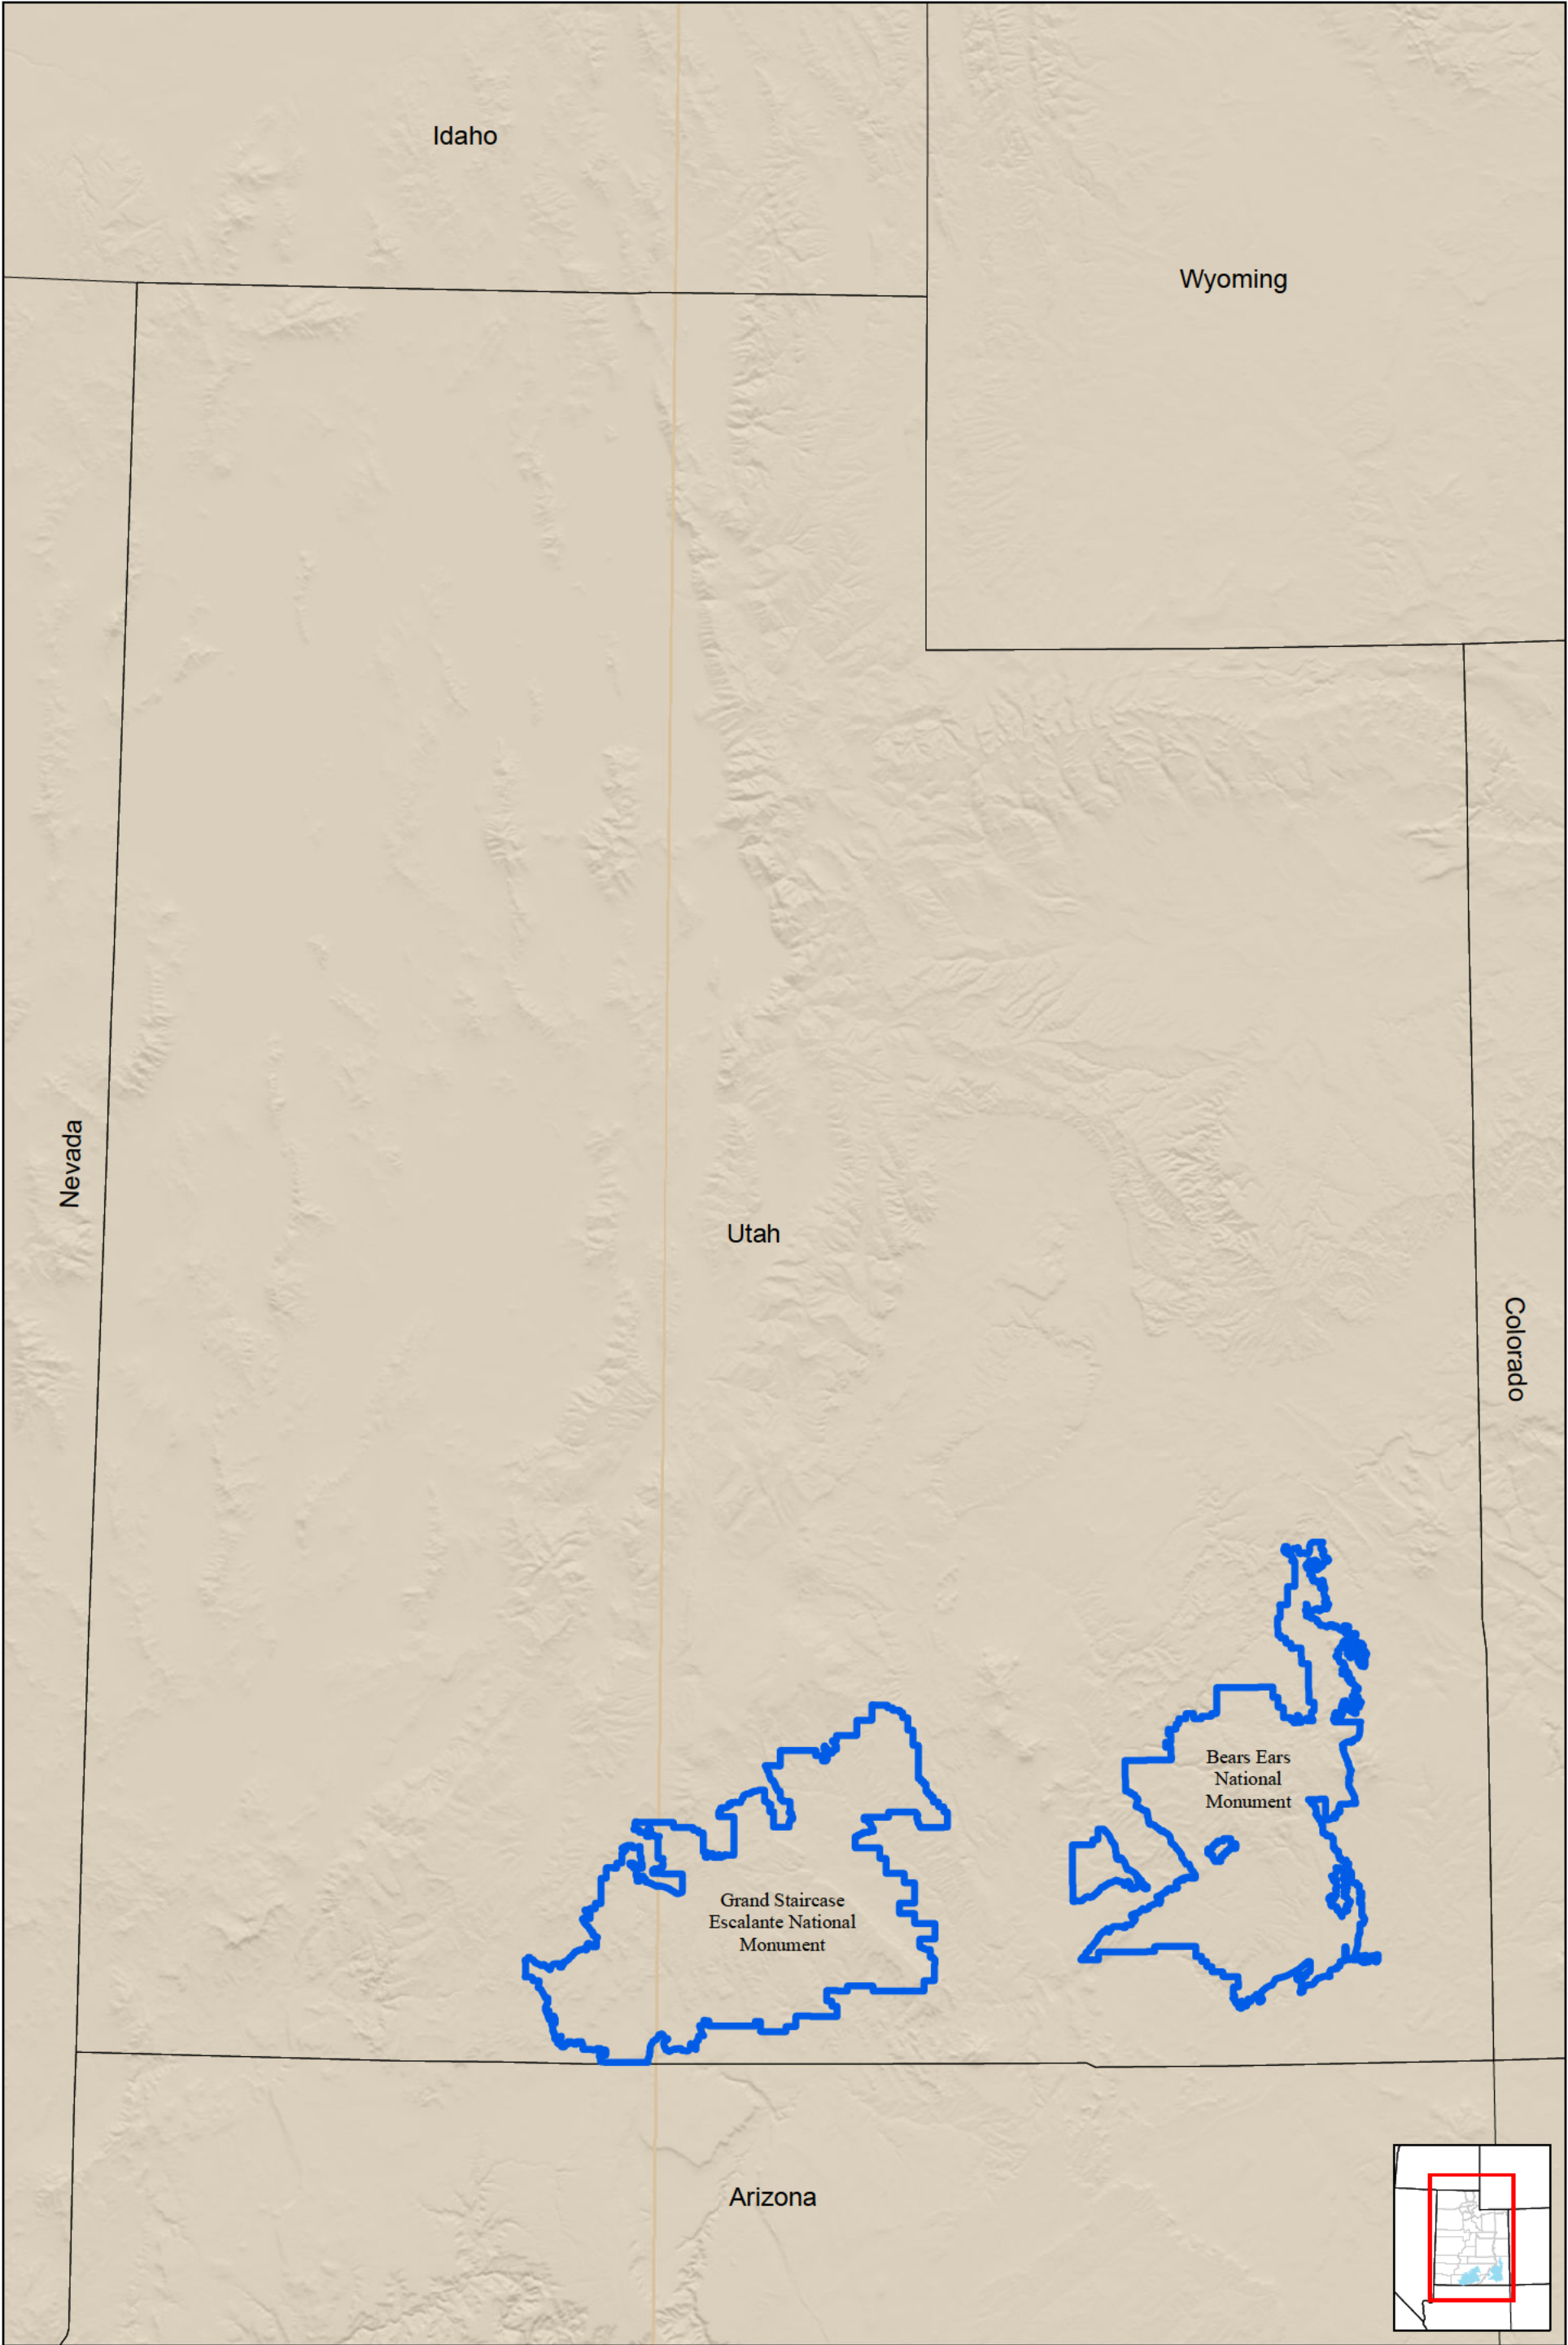 Idaho
Wyoming
Nevada
Utah
Colorado
Bears Ears
National
Monument
Grand Staircase
Escalante National
Monument
Arizona